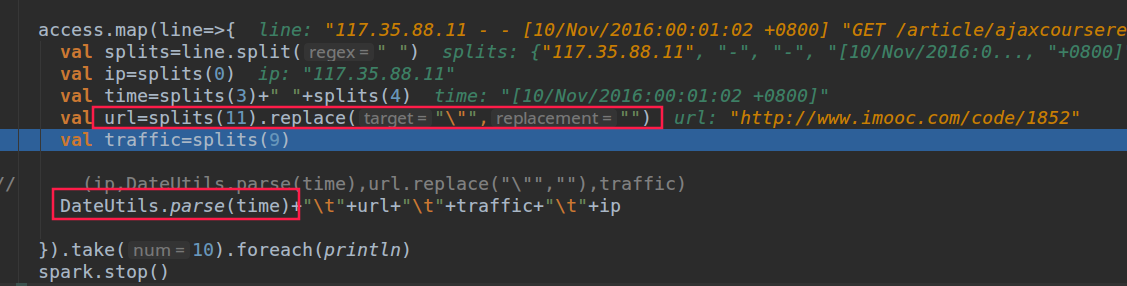 access.map(line=>{ line: "117.35.88.11 - - [10/Nov/2016:00:01:02 +0800] "GET /article/ajaxcoursere
val splits=line.split( regex= " ") splits: {"117.35.88.11", "-", "-", "[10/Nov/2016:0..., "+0800]
val ip=splits(0) ip: "117.35.88.11"
val time=splits(3)+" "+splits(4) time: "[10/Nov/2016:00:01:02 +0800]"
val url=splits(11).replace( target= "\"", replacement= "") url: "http://www.imooc.com/code/1852"
val traffic=splits(9)
// (ip,DateUtils.parse(time),url.replace("\"",""),traffic)
DateUtils.parse(time)+"\t"+url+"\t"+traffic+"\t"+ip
}).take( num= 10).foreach(println)
spark.stop()